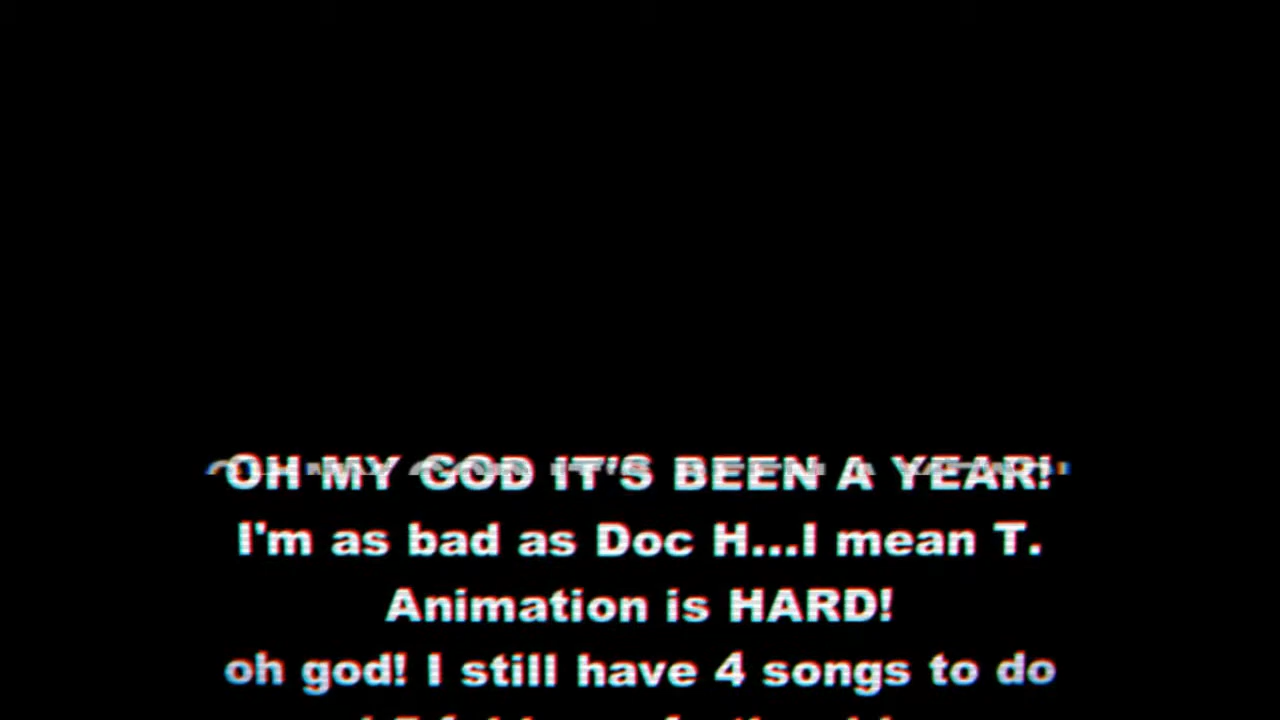 OH MY GOD IT'S BEEN A YEAR!
I'm as bad as Doc H...I mean T.
Animation is HARD!
oh god! I still have 4 songs to do